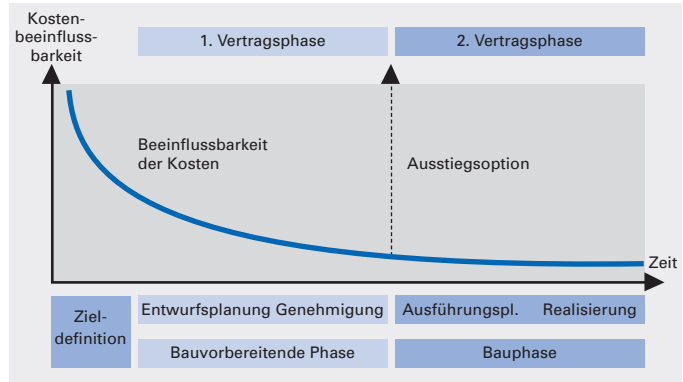 Kosten-
beeinfluss-
barkeit
1. Vertragsphase
2. Vertragsphase
Beeinflussbarkeit
der Kosten
Ausstiegsoption
Zeit
Ziel-
definition
Entwurfsplanung Genehmigung
Ausführungspl. Realisierung
Bauvorbereitende Phase
Bauphase